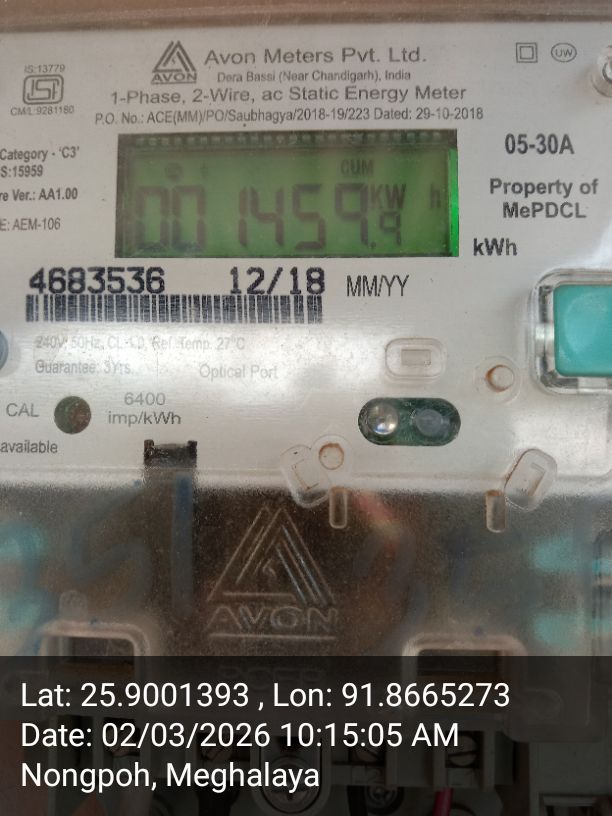 IS:13779
ISI
CM/L:9281180
AVON
Avon Meters Pvt. Ltd.
Dera Bassi (Near Chandigarh), India
UW
1-Phase, 2-Wire, ac Static Energy Meter
P.O. No.: ACE(MM)/PO/Saubhagya/2018-19/223 Dated: 29-10-2018
Category - 'C3'
S:15959
re Ver.: AA1.00
E: AEM-106
CUM
001459.9 KW h
05-30A
Property of
MePDCL
kWh
4683536 12/18 MM/YY
240V, 50Hz, CL-1.0, Ref. Temp. 27°C
Guarantee: 3Yrs.
Optical Port
CAL
6400
imp/kWh
available
AVON
Lat: 25.9001393 , Lon: 91.8665273
Date: 02/03/2026 10:15:05 AM
Nongpoh, Meghalaya